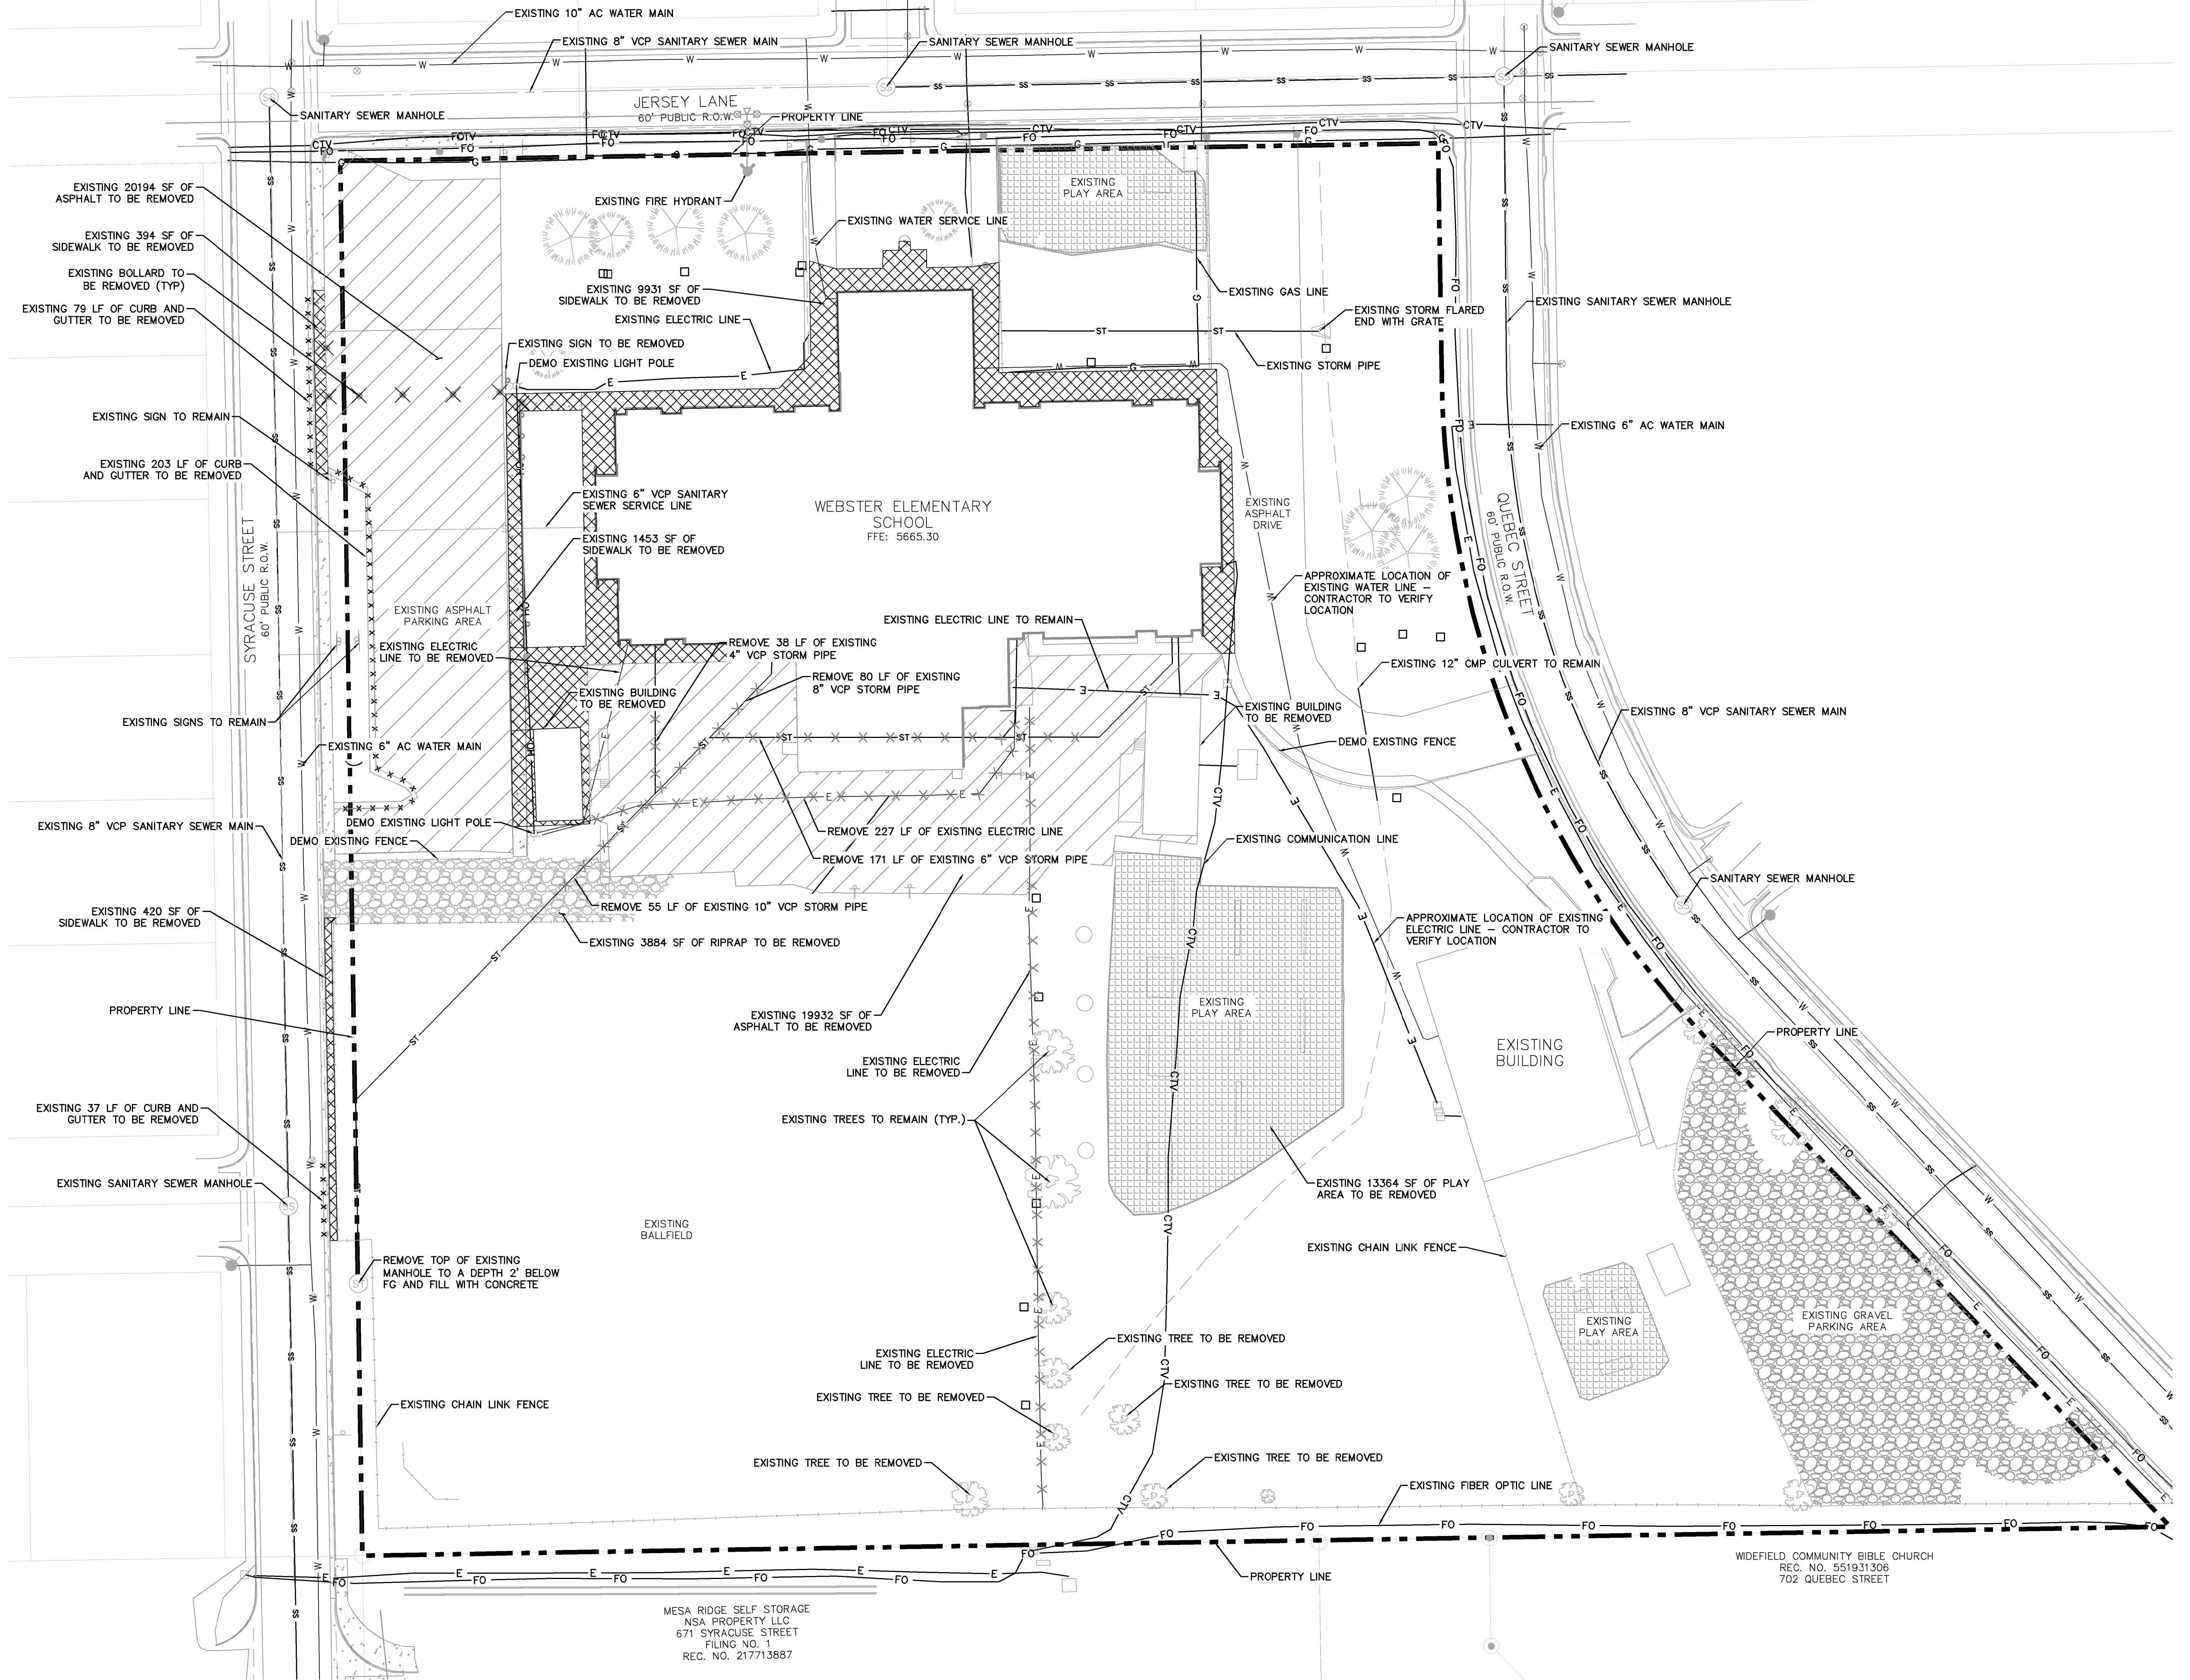 EXISTING 10" AC WATER MAIN
EXISTING 8" VCP SANITARY SEWER MAIN
SANITARY SEWER MANHOLE
SANITARY SEWER MANHOLE
SANITARY SEWER MANHOLE
JERSEY LANE
60' PUBLIC R.O.W.
PROPERTY LINE
EXISTING 20194 SF OF
ASPHALT TO BE REMOVED
EXISTING 394 SF OF
SIDEWALK TO BE REMOVED
EXISTING BOLLARD TO
BE REMOVED (TYP)
EXISTING 79 LF OF CURB AND
GUTTER TO BE REMOVED
EXISTING SIGN TO REMAIN
EXISTING 203 LF OF CURB
AND GUTTER TO BE REMOVED
EXISTING FIRE HYDRANT
EXISTING WATER SERVICE LINE
EXISTING
PLAY AREA
EXISTING 9931 SF OF
SIDEWALK TO BE REMOVED
EXISTING ELECTRIC LINE
EXISTING SIGN TO BE REMOVED
DEMO EXISTING LIGHT POLE
EXISTING GAS LINE
EXISTING STORM FLARED
END WITH GRATE
EXISTING STORM PIPE
EXISTING SANITARY SEWER MANHOLE
EXISTING 6" AC WATER MAIN
SYRACUSE STREET
60' PUBLIC R.O.W.
QUEBEC STREET
60' PUBLIC R.O.W.
EXISTING 6" VCP SANITARY
SEWER SERVICE LINE
EXISTING 1453 SF OF
SIDEWALK TO BE REMOVED
WEBSTER ELEMENTARY
SCHOOL
FFE: 5665.30
EXISTING
ASPHALT
DRIVE
APPROXIMATE LOCATION OF
EXISTING WATER LINE –
CONTRACTOR TO VERIFY
LOCATION
EXISTING ASPHALT
PARKING AREA
EXISTING ELECTRIC
LINE TO BE REMOVED
EXISTING ELECTRIC LINE TO REMAIN
REMOVE 38 LF OF EXISTING
4" VCP STORM PIPE
REMOVE 80 LF OF EXISTING
8" VCP STORM PIPE
EXISTING BUILDING
TO BE REMOVED
EXISTING 12" CMP CULVERT TO REMAIN
EXISTING BUILDING
TO BE REMOVED
EXISTING 8" VCP SANITARY SEWER MAIN
EXISTING SIGNS TO REMAIN
EXISTING 6" AC WATER MAIN
DEMO EXISTING FENCE
EXISTING 8" VCP SANITARY SEWER MAIN
DEMO EXISTING LIGHT POLE
DEMO EXISTING FENCE
REMOVE 227 LF OF EXISTING ELECTRIC LINE
EXISTING COMMUNICATION LINE
REMOVE 171 LF OF EXISTING 6" VCP STORM PIPE
SANITARY SEWER MANHOLE
EXISTING 420 SF OF
SIDEWALK TO BE REMOVED
REMOVE 55 LF OF EXISTING 10" VCP STORM PIPE
EXISTING 3884 SF OF RIPRAP TO BE REMOVED
APPROXIMATE LOCATION OF EXISTING
ELECTRIC LINE – CONTRACTOR TO
VERIFY LOCATION
PROPERTY LINE
EXISTING 19932 SF OF
ASPHALT TO BE REMOVED
EXISTING
PLAY AREA
PROPERTY LINE
EXISTING
BUILDING
EXISTING ELECTRIC
LINE TO BE REMOVED
EXISTING 37 LF OF CURB AND
GUTTER TO BE REMOVED
EXISTING TREES TO REMAIN (TYP.)
EXISTING SANITARY SEWER MANHOLE
EXISTING 13364 SF OF PLAY
AREA TO BE REMOVED
EXISTING
BALLFIELD
EXISTING CHAIN LINK FENCE
REMOVE TOP OF EXISTING
MANHOLE TO A DEPTH 2' BELOW
FG AND FILL WITH CONCRETE
EXISTING
PLAY AREA
EXISTING GRAVEL
PARKING AREA
EXISTING TREE TO BE REMOVED
EXISTING ELECTRIC
LINE TO BE REMOVED
EXISTING TREE TO BE REMOVED
EXISTING TREE TO BE REMOVED
EXISTING CHAIN LINK FENCE
EXISTING TREE TO BE REMOVED
EXISTING TREE TO BE REMOVED
EXISTING FIBER OPTIC LINE
PROPERTY LINE
WIDEFIELD COMMUNITY BIBLE CHURCH
REC. NO. 551931306
702 QUEBEC STREET
MESA RIDGE SELF STORAGE
NSA PROPERTY LLC
671 SYRACUSE STREET
FILING NO. 1
REC. NO. 217713887